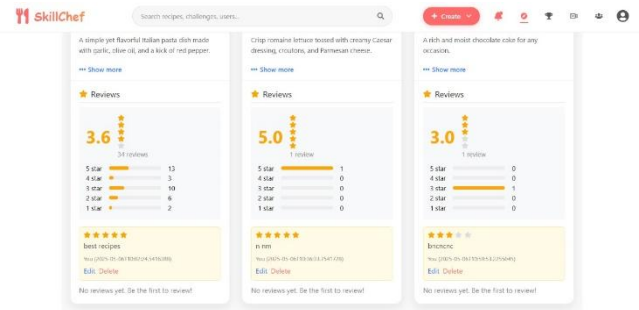 SkillChef
Search recipes, challenges, users...
+ Create
A simple yet flavorful Italian pasta dish made
with garlic, olive oil, and a kick of red pepper.
••• Show more
Reviews
3.6
34 reviews
5 star 13
4 star 3
3 star 10
2 star 6
1 star 2
best recipes
Edit Delete
No reviews yet. Be the first to review!
Crisp romaine lettuce tossed with creamy Caesar
dressing, croutons, and Parmesan cheese.
••• Show more
Reviews
5.0
1 review
5 star 1
4 star 0
3 star 0
2 star 0
1 star 0
n nm
Edit Delete
No reviews yet. Be the first to review!
A rich and moist chocolate cake for any
occasion.
••• Show more
Reviews
3.0
1 review
5 star 0
4 star 0
3 star 1
2 star 0
1 star 0
bncncnc
Edit Delete
No reviews yet. Be the first to review!